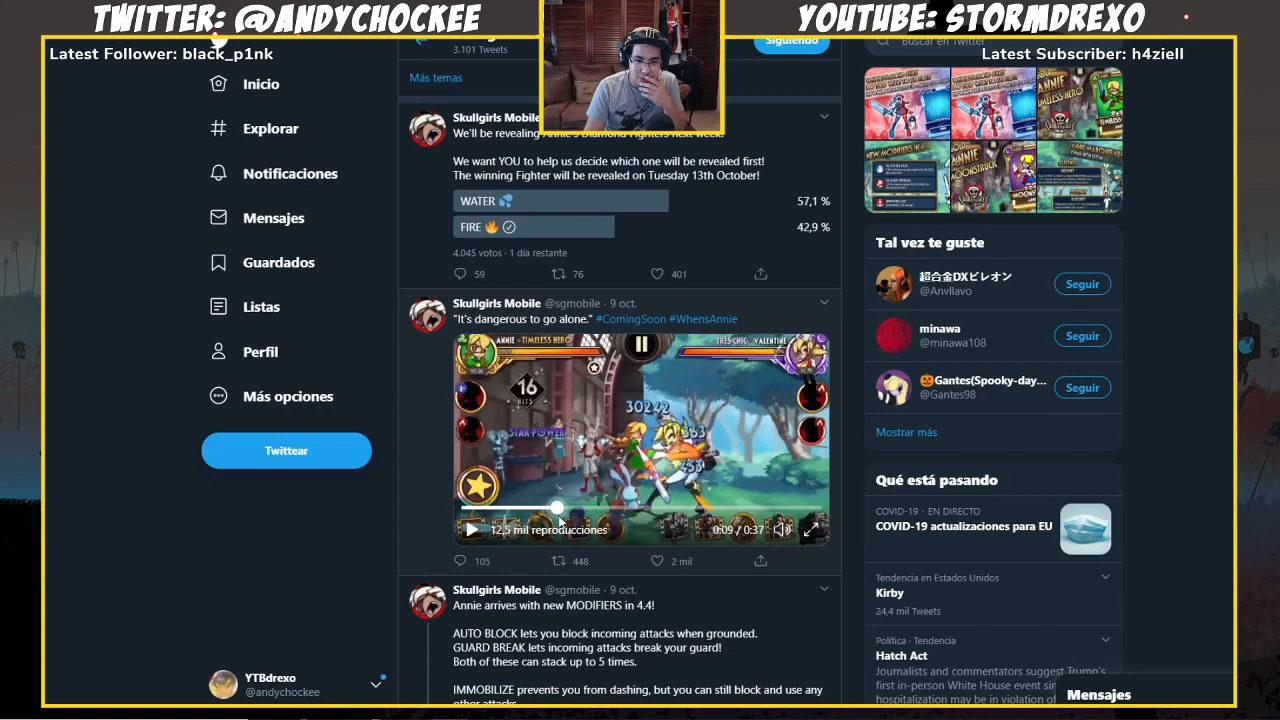 TWITTER: @ANDYCHOCKEE
YOUTUBE: STORMDREXO
Latest Follower: black_p1nk
Latest Subscriber: h4ziell
Inicio
Explorar
Notificaciones
Mensajes
Guardados
Listas
Perfil
Más opciones
Twittear
YTBdrexo
@andychockee
3.101 Tweets
Siguiendo
Más temas
Skullgirls Mobile
We'll be revealing Annie's Diamond Fighters next week!
We want YOU to help us decide which one will be revealed first!
The winning Fighter will be revealed on Tuesday 13th October!
WATER 57,1 %
FIRE 42,9 %
4.045 votos · 1 día restante
59 76 401
Skullgirls Mobile @sgmobile · 9 oct.
"It's dangerous to go alone." #ComingSoon #WhensAnnie
ANNIE - TIMELESS HERO
TRÉS CHIC VALENTINE
16
HITS
30242
STAR POWER
12,5 mil reproducciones
0:09 / 0:37
105 448 2 mil
Skullgirls Mobile @sgmobile · 9 oct.
Annie arrives with new MODIFIERS in 4.4!
AUTO BLOCK lets you block incoming attacks when grounded.
GUARD BREAK lets incoming attacks break your guard!
Both of these can stack up to 5 times.
IMMOBILIZE prevents you from dashing, but you can still block and use any
other attacks
Buscar en Twitter
Tal vez te guste
超合金DXビレオン
@Anvllavo
Seguir
minawa
@minawa108
Seguir
Gantes(Spooky-day...
@Gantes98
Seguir
Mostrar más
Qué está pasando
COVID-19 · EN DIRECTO
COVID-19 actualizaciones para EU
Tendencia en Estados Unidos
Kirby
24,4 mil Tweets
Política · Tendencia
Hatch Act
Journalists and commentators suggest Trump's
first in-person White House event
hospitalization may be in violation of
Mensajes